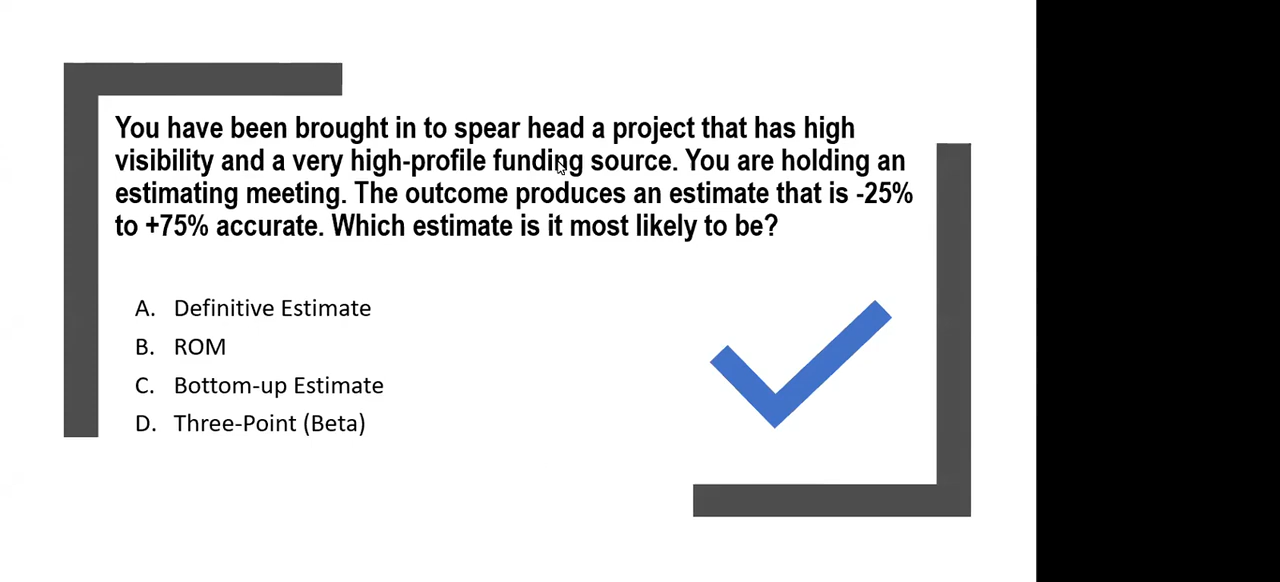 You have been brought in to spear head a project that has high
visibility and a very high-profile funding source. You are holding an
estimating meeting. The outcome produces an estimate that is -25%
to +75% accurate. Which estimate is it most likely to be?
A. Definitive Estimate
B. ROM
C. Bottom-up Estimate
D. Three-Point (Beta)